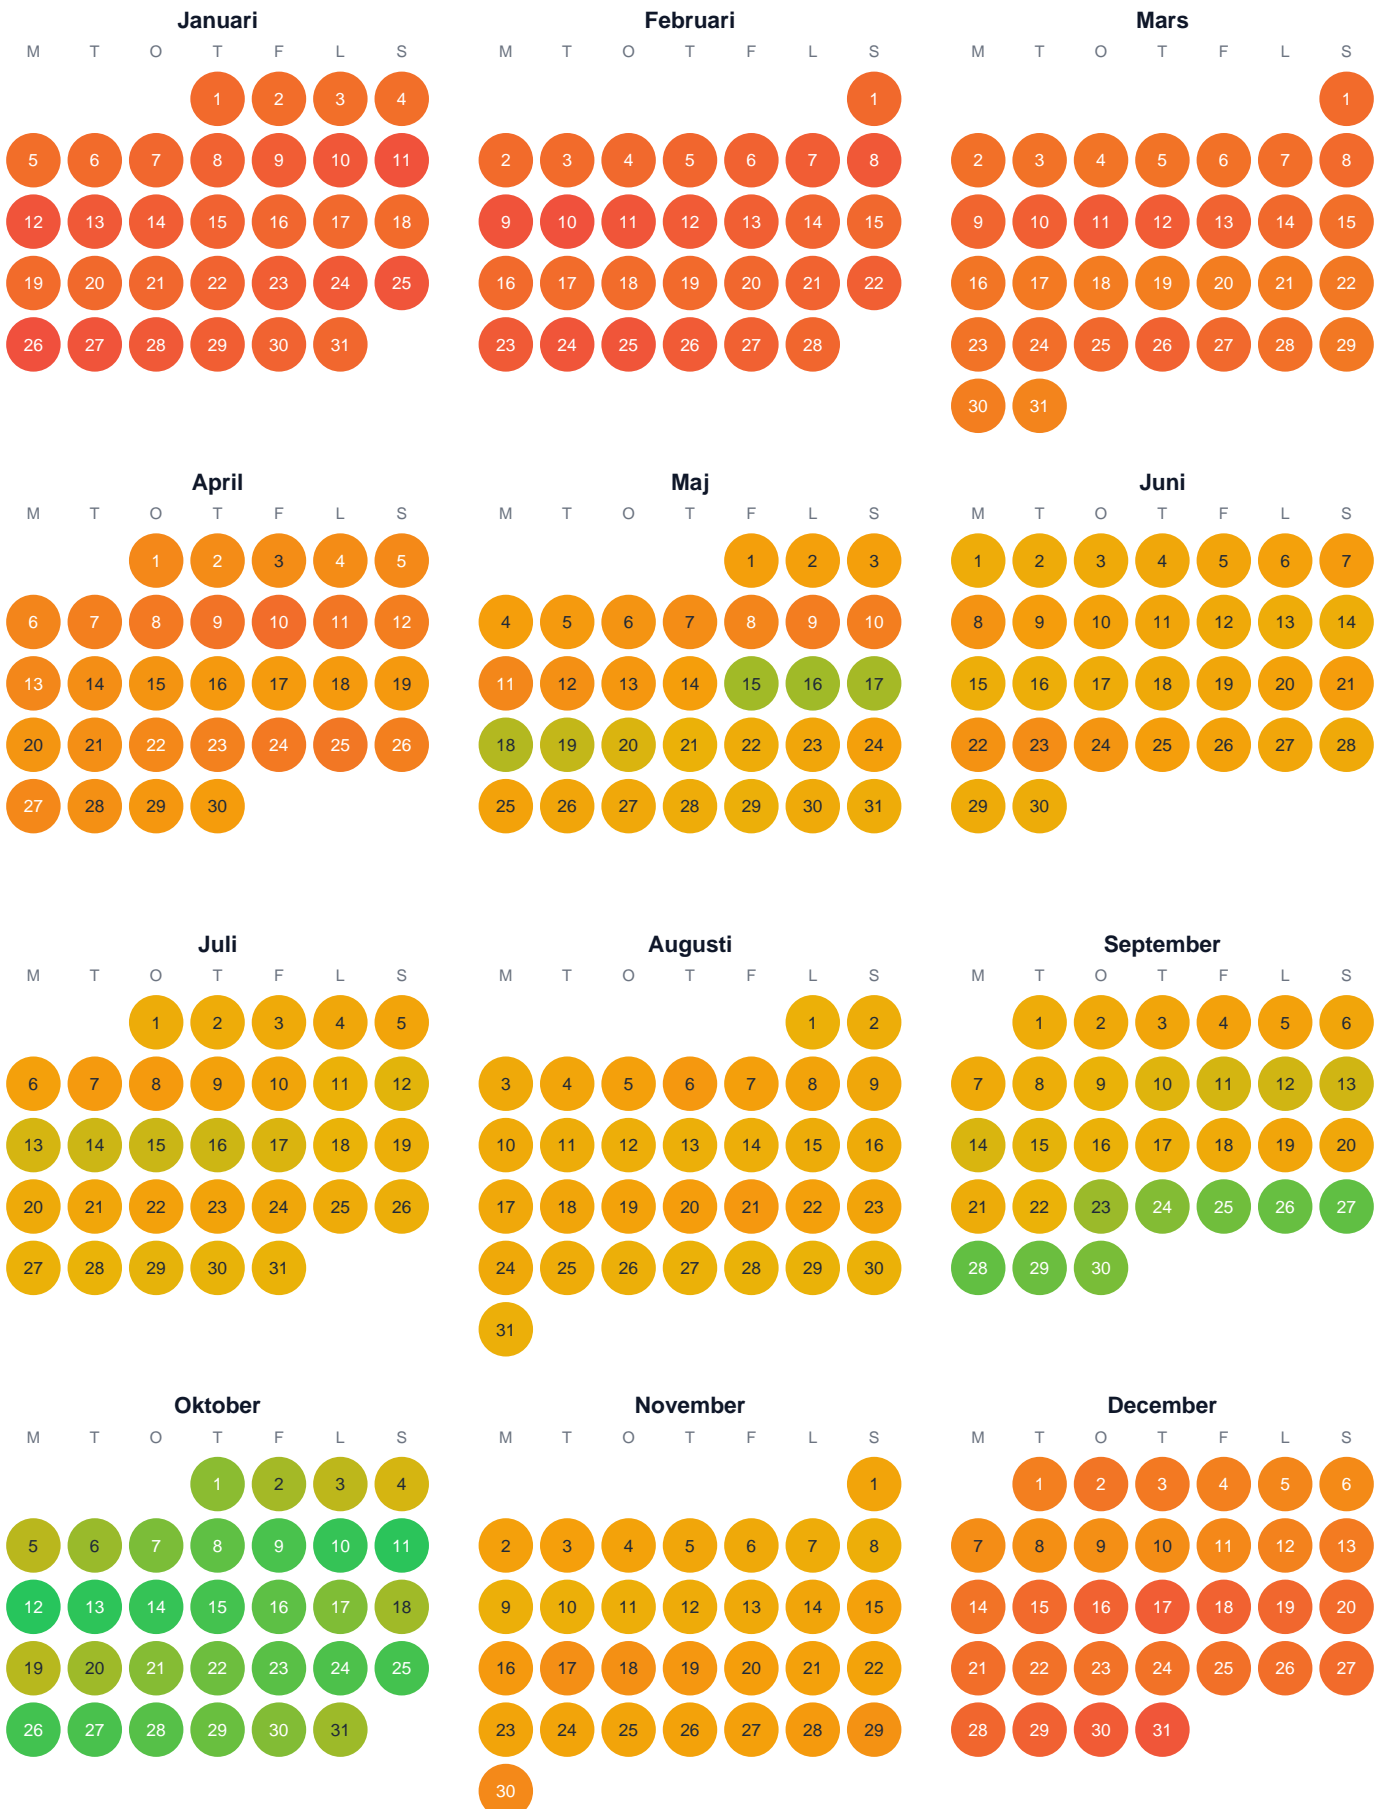 Januari Februari Mars
M T O T F L S M T O T F L S M T O T F L S
1 2 3 4 1 1
5 6 7 8 9 10 11 2 3 4 5 6 7 8 2 3 4 5 6 7 8
12 13 14 15 16 17 18 9 10 11 12 13 14 15 9 10 11 12 13 14 15
19 20 21 22 23 24 25 16 17 18 19 20 21 22 16 17 18 19 20 21 22
26 27 28 29 30 31 23 24 25 26 27 28 23 24 25 26 27 28 29
30 31
April Maj Juni
M T O T F L S M T O T F L S M T O T F L S
1 2 3 4 5 1 2 3 1 2 3 4 5 6 7
6 7 8 9 10 11 12 4 5 6 7 8 9 10 8 9 10 11 12 13 14
13 14 15 16 17 18 19 11 12 13 14 15 16 17 15 16 17 18 19 20 21
20 21 22 23 24 25 26 18 19 20 21 22 23 24 22 23 24 25 26 27 28
27 28 29 30 25 26 27 28 29 30 31 29 30
Juli Augusti September
M T O T F L S M T O T F L S M T O T F L S
1 2 3 4 5 1 2 1 2 3 4 5 6
6 7 8 9 10 11 12 3 4 5 6 7 8 9 7 8 9 10 11 12 13
13 14 15 16 17 18 19 10 11 12 13 14 15 16 14 15 16 17 18 19 20
20 21 22 23 24 25 26 17 18 19 20 21 22 23 21 22 23 24 25 26 27
27 28 29 30 31 24 25 26 27 28 29 30 28 29 30
31
Oktober November December
M T O T F L S M T O T F L S M T O T F L S
1 2 3 4 1 1 2 3 4 5 6
5 6 7 8 9 10 11 2 3 4 5 6 7 8 7 8 9 10 11 12 13
12 13 14 15 16 17 18 9 10 11 12 13 14 15 14 15 16 17 18 19 20
19 20 21 22 23 24 25 16 17 18 19 20 21 22 21 22 23 24 25 26 27
26 27 28 29 30 31 23 24 25 26 27 28 29 28 29 30 31
30